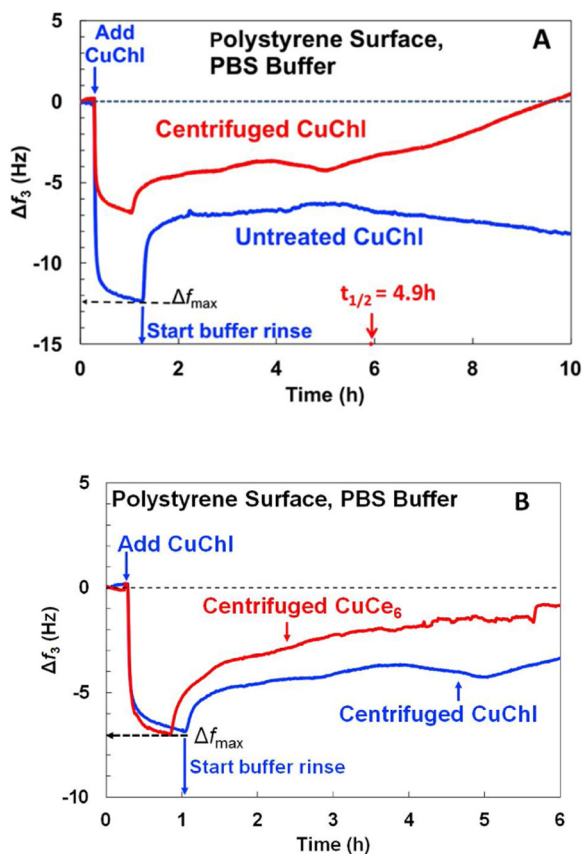 Add
CuChl
Polystyrene Surface,
PBS Buffer
A
5
0
-5
-10
-15
Δf3 (Hz)
Centrifuged CuChl
Untreated CuChl
Δfmax
Start buffer rinse
t1/2 = 4.9h
0 2 4 6 8 10
Time (h)
Polystyrene Surface, PBS Buffer
B
Add CuChl
5
0
-5
-10
Δf3 (Hz)
Centrifuged CuCe6
Centrifuged CuChl
Δfmax
Start buffer rinse
0 1 2 3 4 5 6
Time (h)